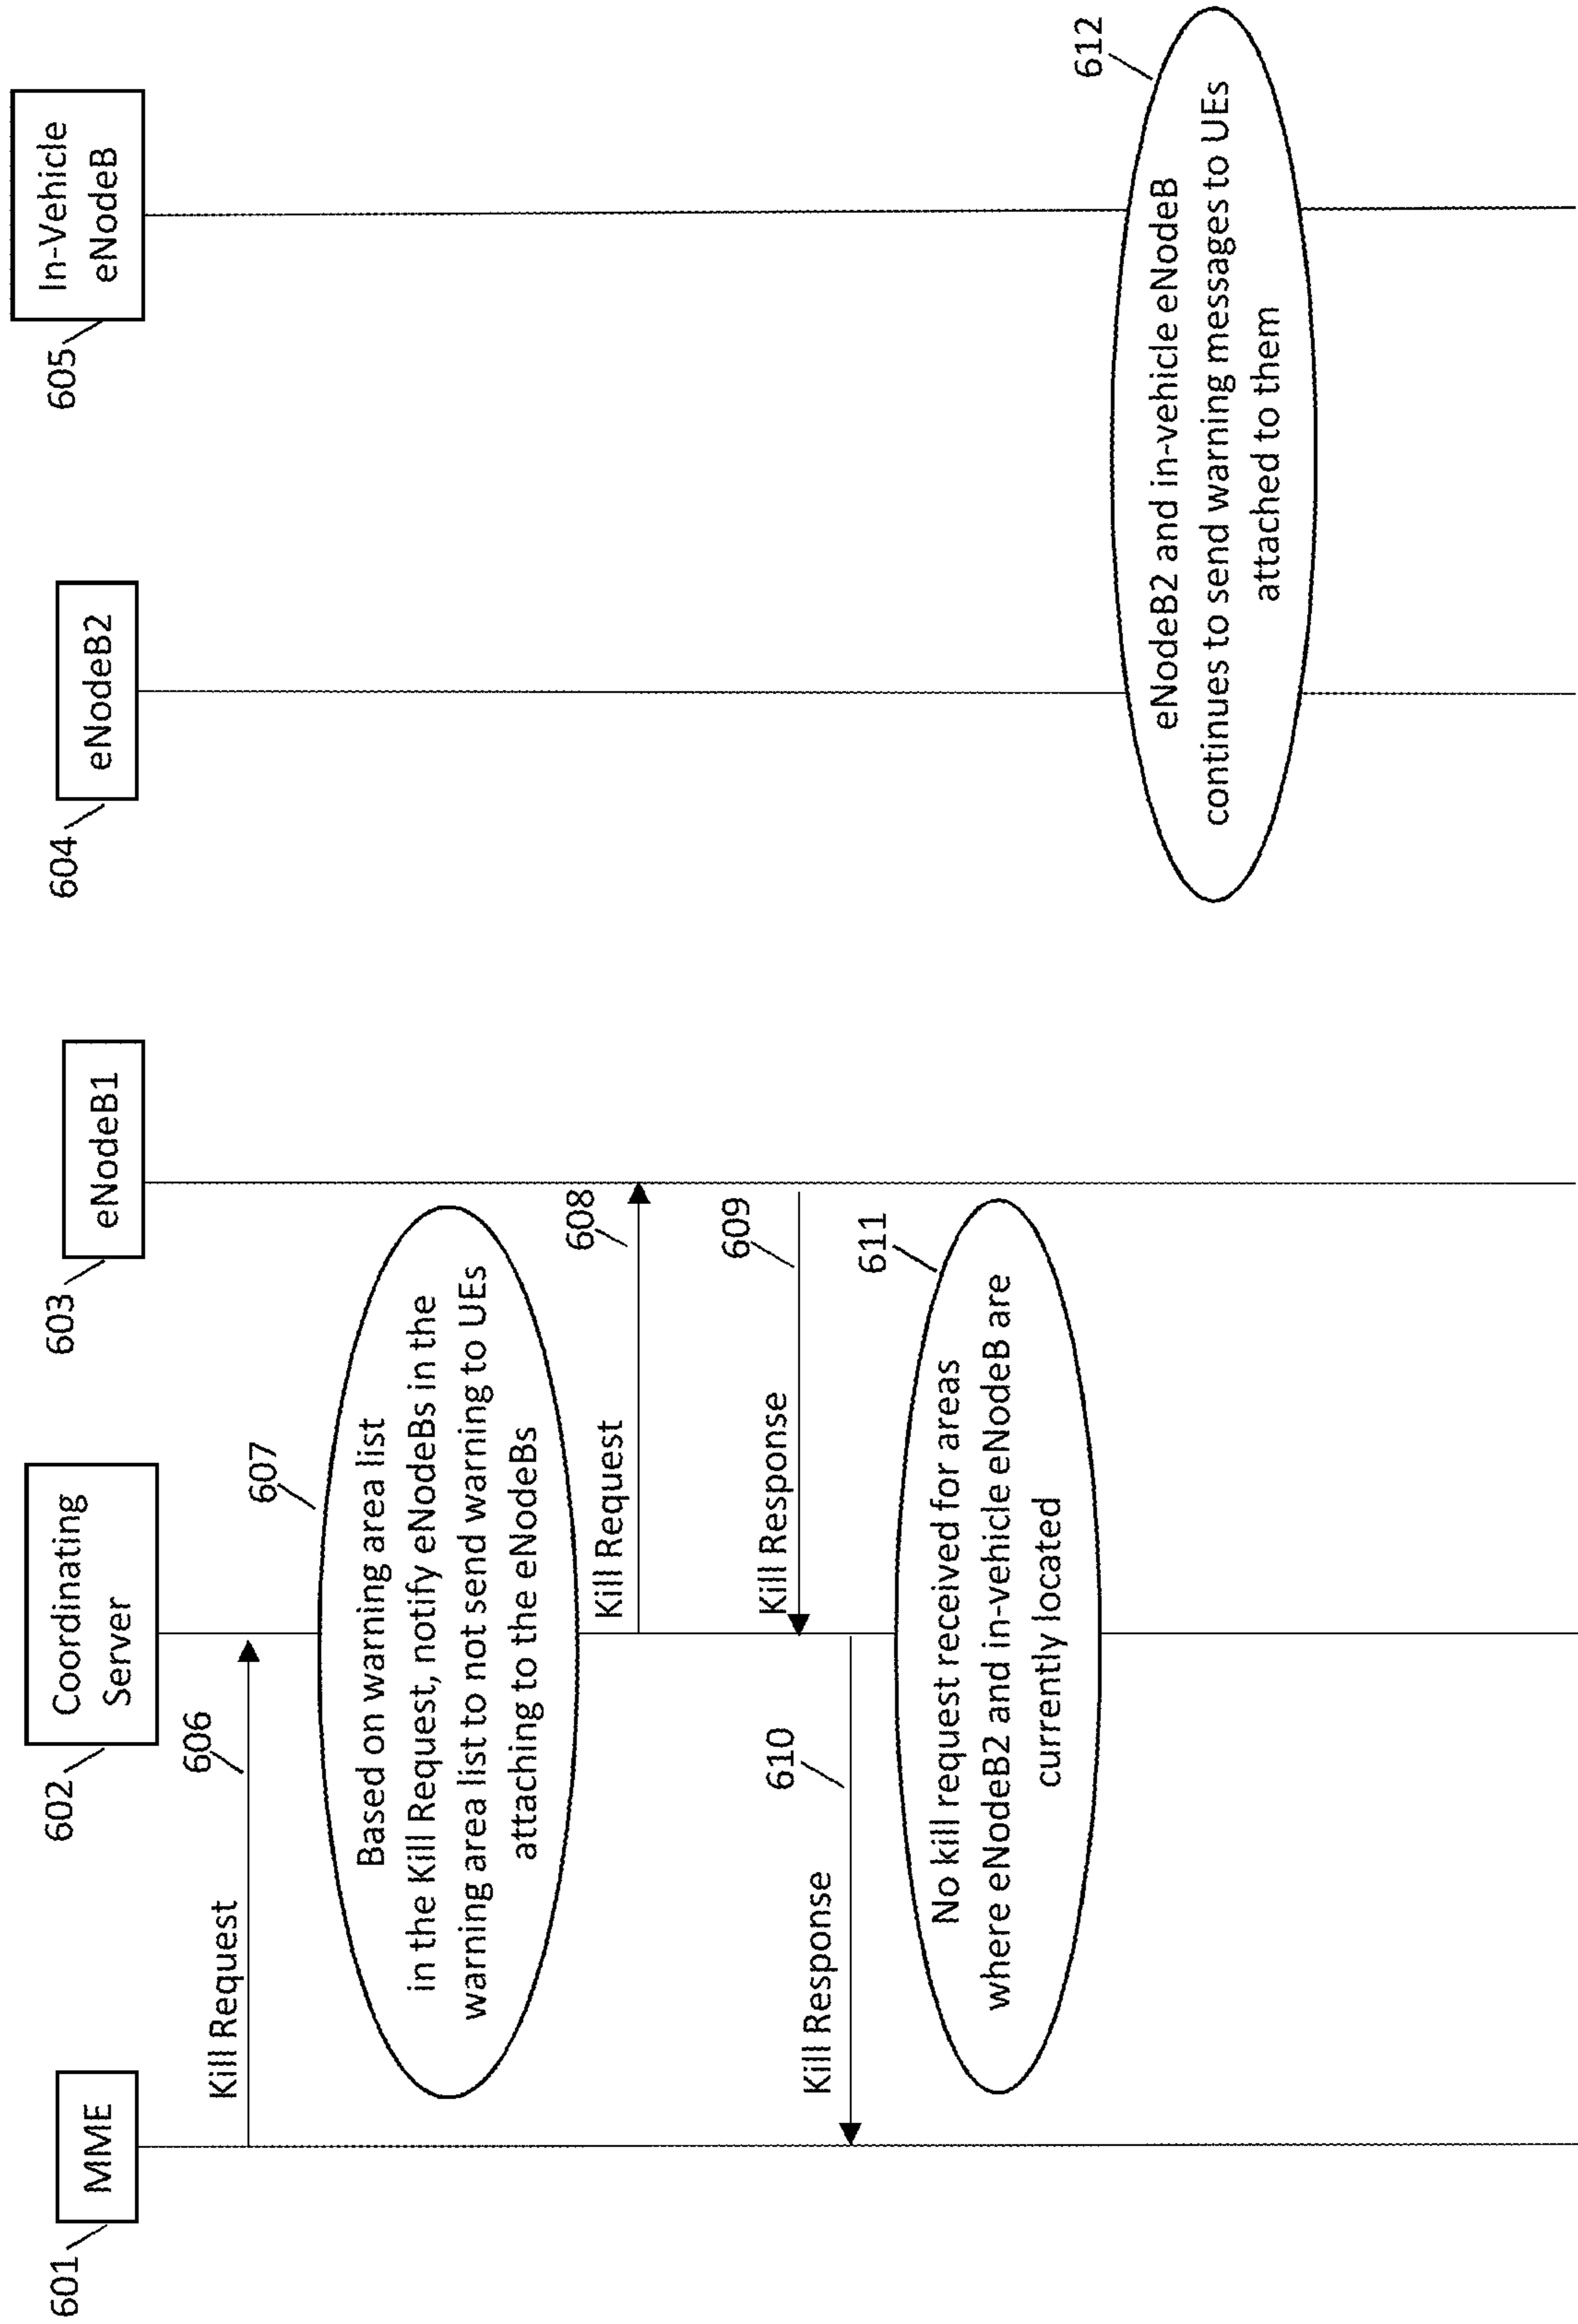 601
MME
602
Coordinating
Server
603
eNodeB1
604
eNodeB2
605
In-Vehicle
eNodeB
606
Kill Request
607
Based on warning area list
in the Kill Request, notify eNodeBs in the
warning area list to not send warning to UEs
attaching to the eNodeBs
608
Kill Request
609
Kill Response
610
Kill Response
611
No kill request received for areas
where eNodeB2 and in-vehicle eNodeB are
currently located
612
eNodeB2 and in-vehicle eNodeB
continues to send warning messages to UEs
attached to them